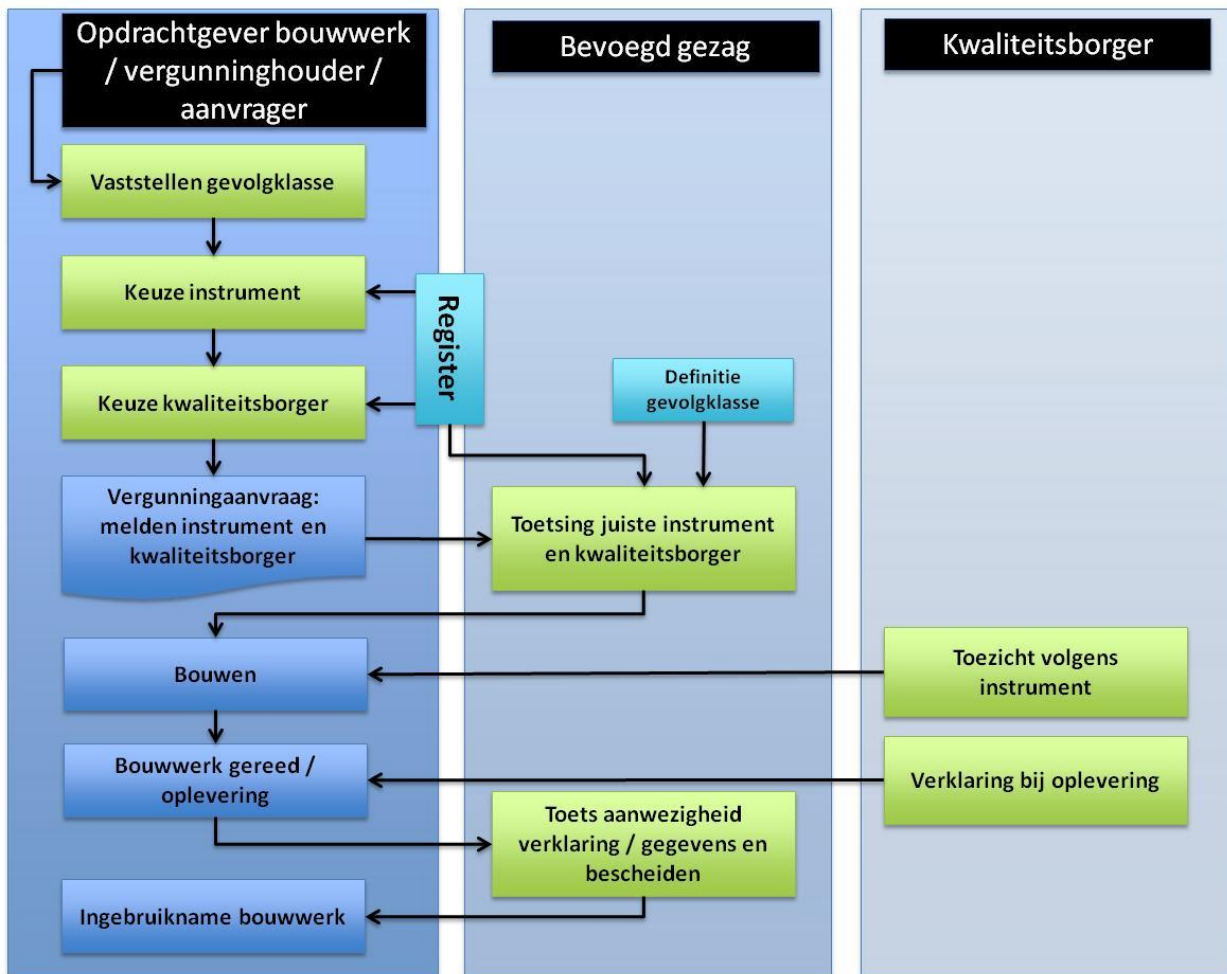 Opdrachtgever bouwwerk
/ vergunninghouder /
aanvrager
Bevoegd gezag
Kwaliteitsborger
Vaststellen gevolgklasse
Keuze instrument
Register
Keuze kwaliteitsborger
Definitie
gevolgklasse
Vergunningaanvraag:
melden instrument en
kwaliteitsborger
Toetsing juiste instrument
en kwaliteitsborger
Bouwen
Toezicht volgens
instrument
Bouwwerk gereed /
oplevering
Verklaring bij oplevering
Toets aanwezigheid
verklaring / gegevens en
bescheiden
Ingebruikname bouwwerk